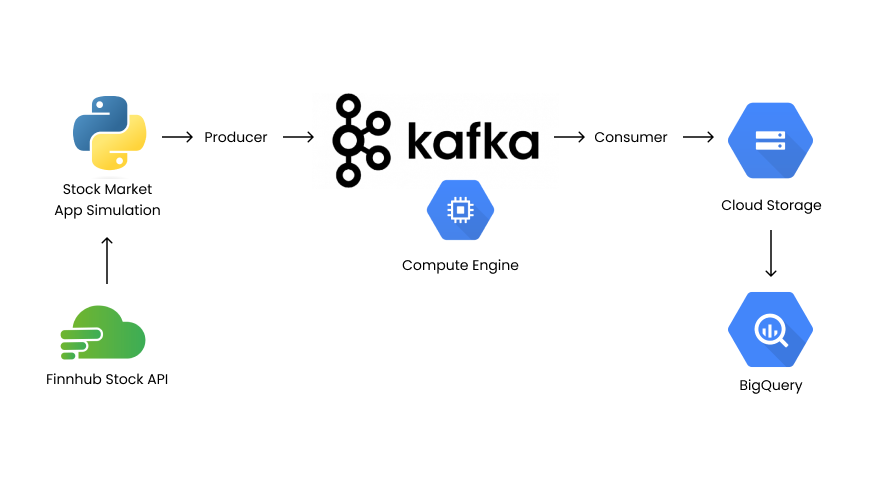 Producer
kafka
Consumer
Stock Market
App Simulation
Cloud Storage
Compute Engine
Finnhub Stock API
BigQuery